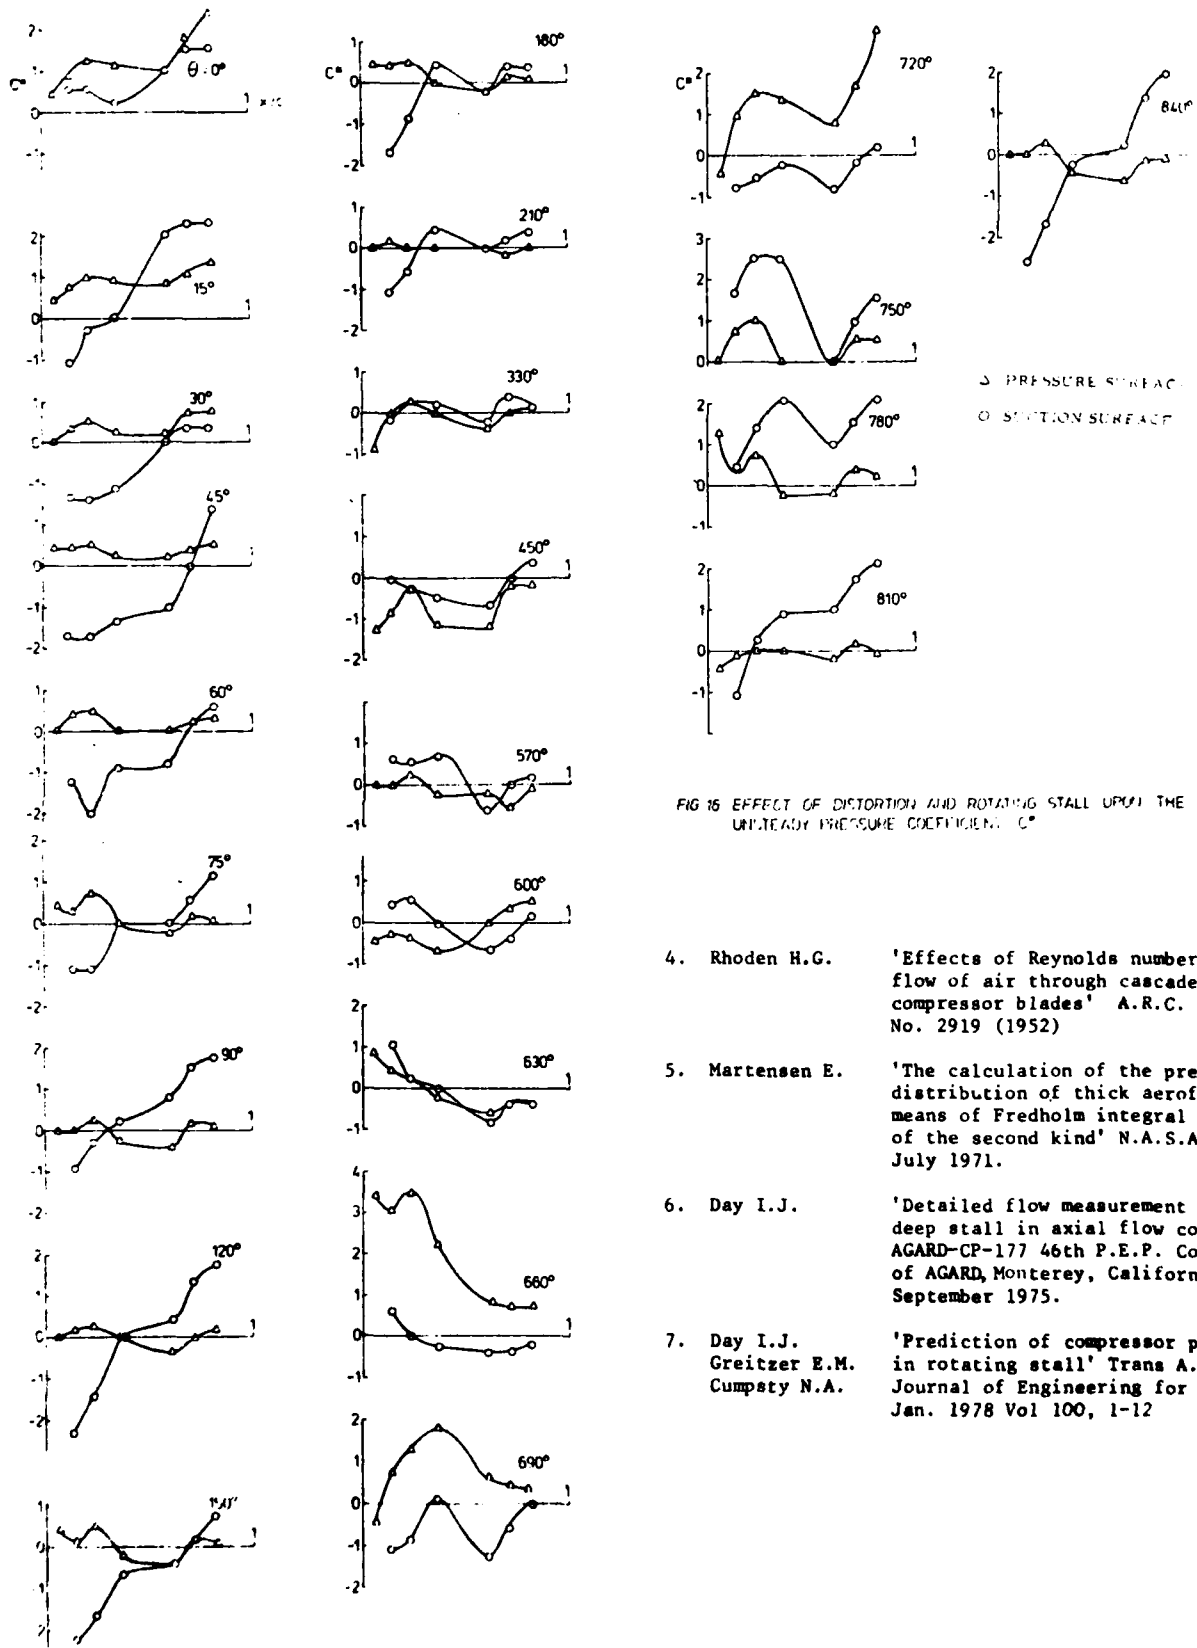 C*
θ=0°
15°
30°
45°
60°
75°
90°
120°
150°
C*
180°
210°
330°
450°
570°
600°
630°
660°
690°
C*
720°
750°
780°
810°
840°
△ PRESSURE SURFAC
○ SUCTION SURFACE
FIG 16 EFFECT OF DISTORTION AND ROTATING STALL UPON THE
UNSTEADY PRESSURE COEFFICIENT C*
4. Rhoden H.G. 'Effects of Reynolds number
flow of air through cascade
compressor blades' A.R.C.
No. 2919 (1952)
5. Martensen E. 'The calculation of the pre
distribution of thick aerof
means of Fredholm integral
of the second kind' N.A.S.A
July 1971.
6. Day I.J. 'Detailed flow measurement
deep stall in axial flow co
AGARD-CP-177 46th P.E.P. Co
of AGARD, Monterey, Californ
September 1975.
7. Day I.J. 'Prediction of compressor p
Greitzer E.M. in rotating stall' Trans A.
Cumpsty N.A. Journal of Engineering for
Jan. 1978 Vol 100, 1-12